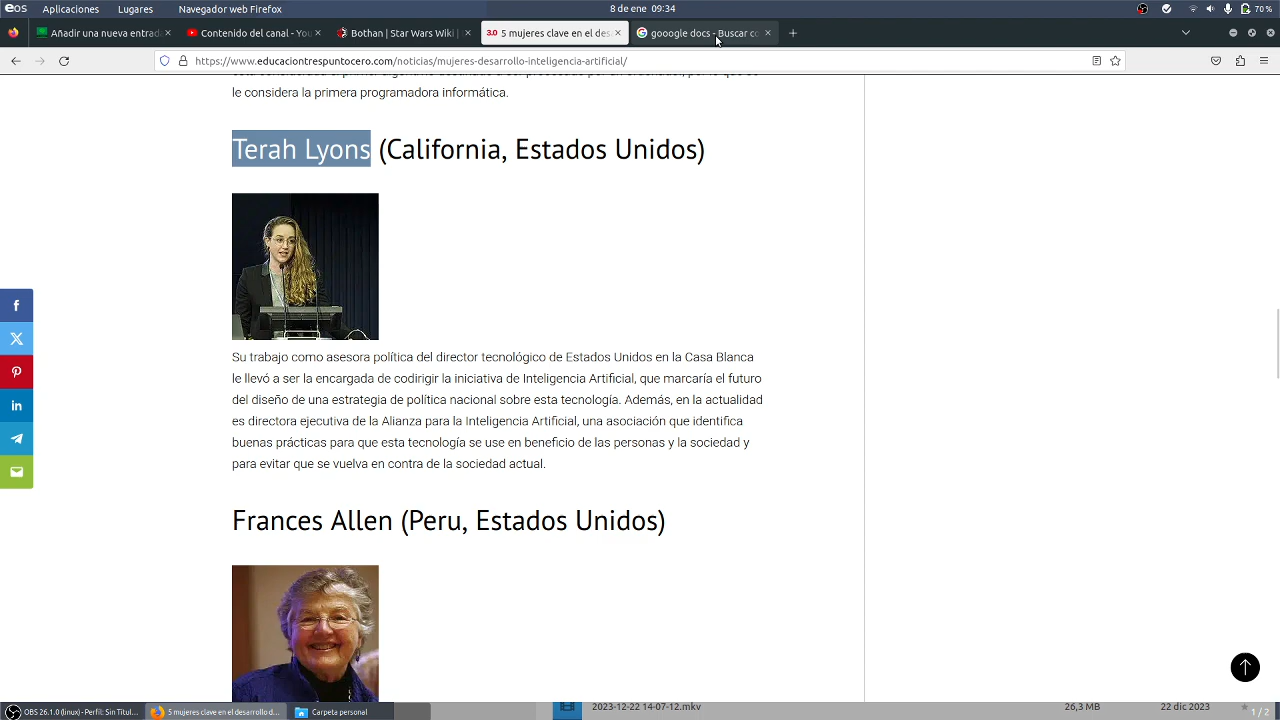 eos Aplicaciones Lugares Navegador web Firefox 8 de ene 09:34 70 %
Añadir una nueva entrad Contenido del canal - You Bothan | Star Wars Wiki | 3.0 5 mujeres clave en el des gooogle docs - Buscar co
https://www.educaciontrespuntocero.com/noticias/mujeres-desarrollo-inteligencia-artificial/
le considera la primera programadora informática.
Terah Lyons (California, Estados Unidos)
Su trabajo como asesora política del director tecnológico de Estados Unidos en la Casa Blanca
le llevó a ser la encargada de codirigir la iniciativa de Inteligencia Artificial, que marcaría el futuro
del diseño de una estrategia de política nacional sobre esta tecnología. Además, en la actualidad
es directora ejecutiva de la Alianza para la Inteligencia Artificial, una asociación que identifica
buenas prácticas para que esta tecnología se use en beneficio de las personas y la sociedad y
para evitar que se vuelva en contra de la sociedad actual.
Frances Allen (Peru, Estados Unidos)
OBS 26.1.0 (linux) - Perfil: Sin Titul... 5 mujeres clave en el desarrollo d... Carpeta personal 2023-12-22 14-07-12.mkv 26,3 MB 22 dic 2023 1 / 2